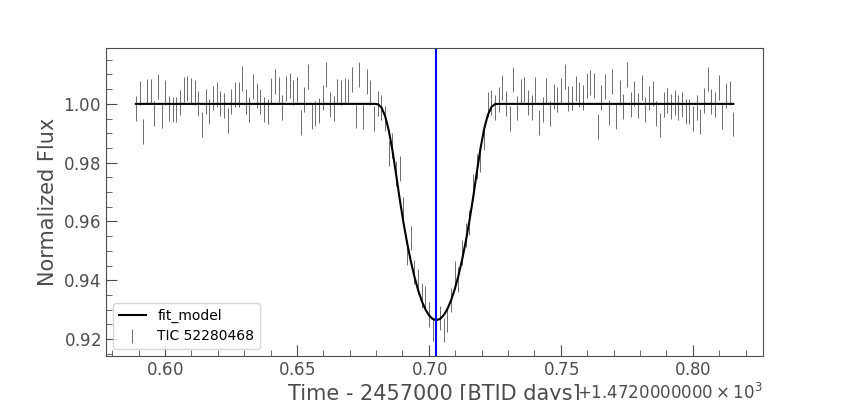 1.00
0.98
0.96
0.94
0.92
Normalized Flux
fit_model
TIC 52280468
0.60 0.65 0.70 0.75 0.80
Time - 2457000 [BTJD days]
+1.4720000000 × 10³